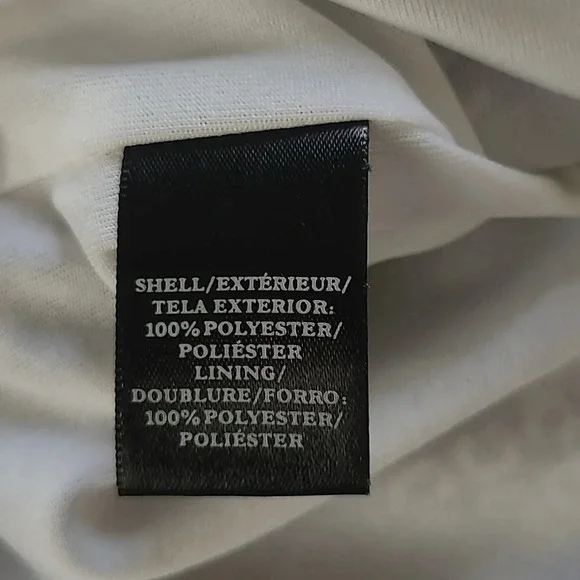 SHELL/EXTÉRIEUR/
TELA EXTERIOR:
100% POLYESTER/
POLIÉSTER
LINING/
DOUBLURE/FORRO:
100% POLYESTER/
POLIÉSTER